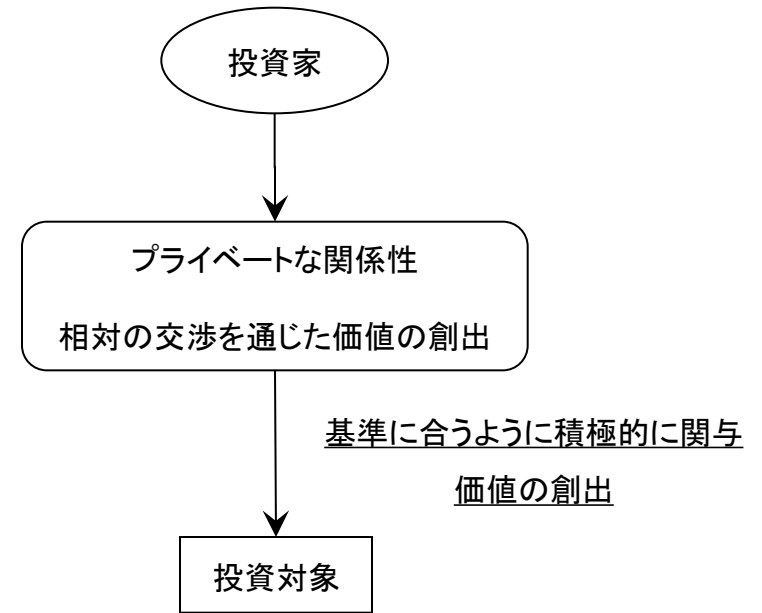 投資家
プライベートな関係性
相対の交渉を通じた価値の創出
基準に合うように積極的に関与
価値の創出
投資対象